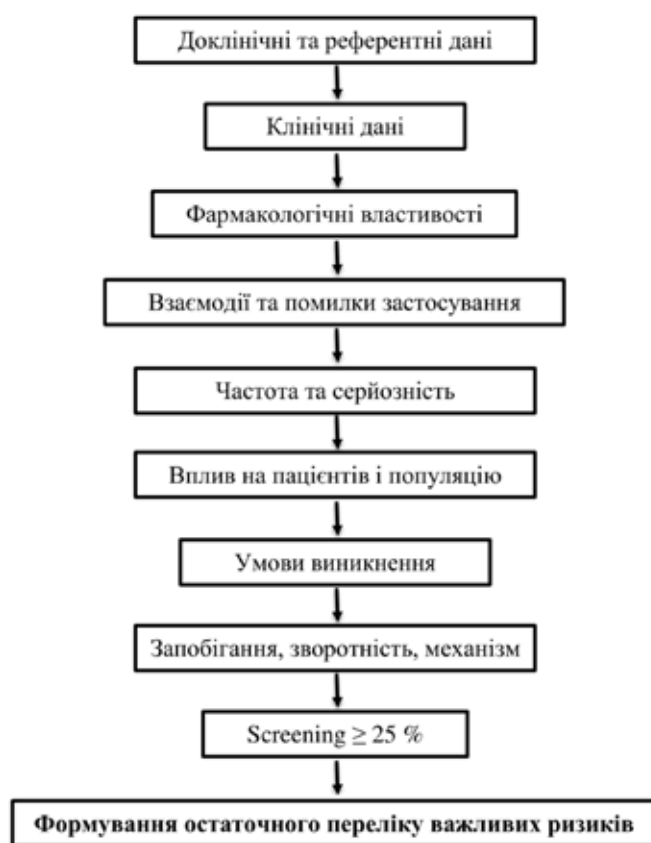 Доклінічні та референтні дані
Клінічні дані
Фармакологічні властивості
Взаємодії та помилки застосування
Частота та серйозність
Вплив на пацієнтів і популяцію
Умови виникнення
Запобігання, зворотність, механізм
Screening ≥ 25 %
Формування остаточного переліку важливих ризиків